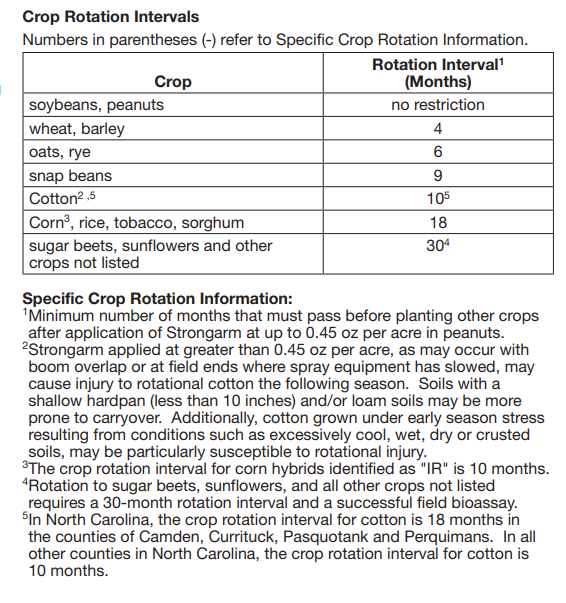 Crop Rotation Intervals
Numbers in parentheses (-) refer to Specific Crop Rotation Information.
Crop
Rotation Interval¹
(Months)
soybeans, peanuts
no restriction
wheat, barley
4
oats, rye
6
snap beans
9
Cotton² ,⁵
10⁵
Corn³, rice, tobacco, sorghum
18
sugar beets, sunflowers and other
crops not listed
30⁴
Specific Crop Rotation Information:
¹Minimum number of months that must pass before planting other crops
after application of Strongarm at up to 0.45 oz per acre in peanuts.
²Strongarm applied at greater than 0.45 oz per acre, as may occur with
boom overlap or at field ends where spray equipment has slowed, may
cause injury to rotational cotton the following season.  Soils with a
shallow hardpan (less than 10 inches) and/or loam soils may be more
prone to carryover.  Additionally, cotton grown under early season stress
resulting from conditions such as excessively cool, wet, dry or crusted
soils, may be particularly susceptible to rotational injury.
³The crop rotation interval for corn hybrids identified as "IR" is 10 months.
⁴Rotation to sugar beets, sunflowers, and all other crops not listed
requires a 30-month rotation interval and a successful field bioassay.
⁵In North Carolina, the crop rotation interval for cotton is 18 months in
the counties of Camden, Currituck, Pasquotank and Perquimans.  In all
other counties in North Carolina, the crop rotation interval for cotton is
10 months.